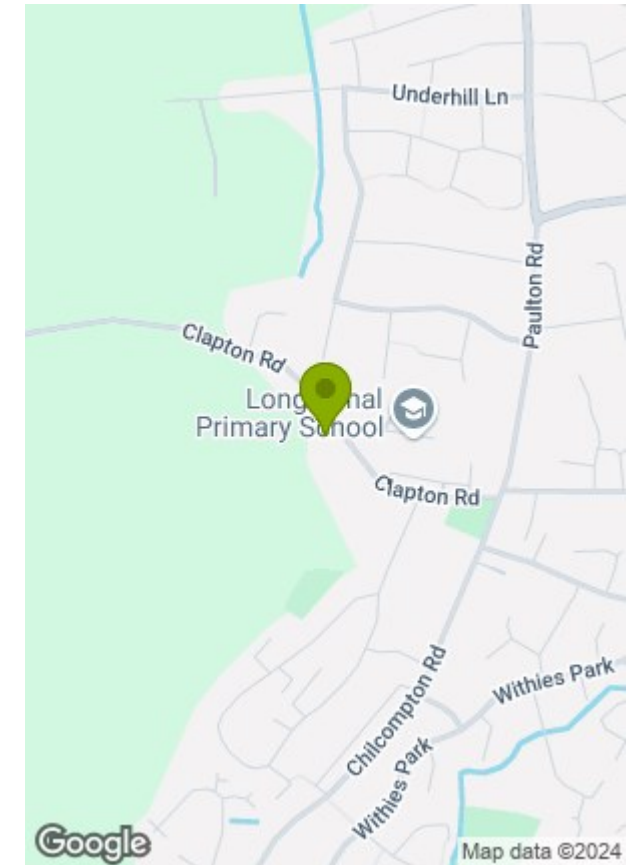 Underhill Ln
Paulton Rd
Clapton Rd
Primary School
Clapton Rd
Chilcompton Rd
Withies Park
Withies Park
Google
Map data ©2024